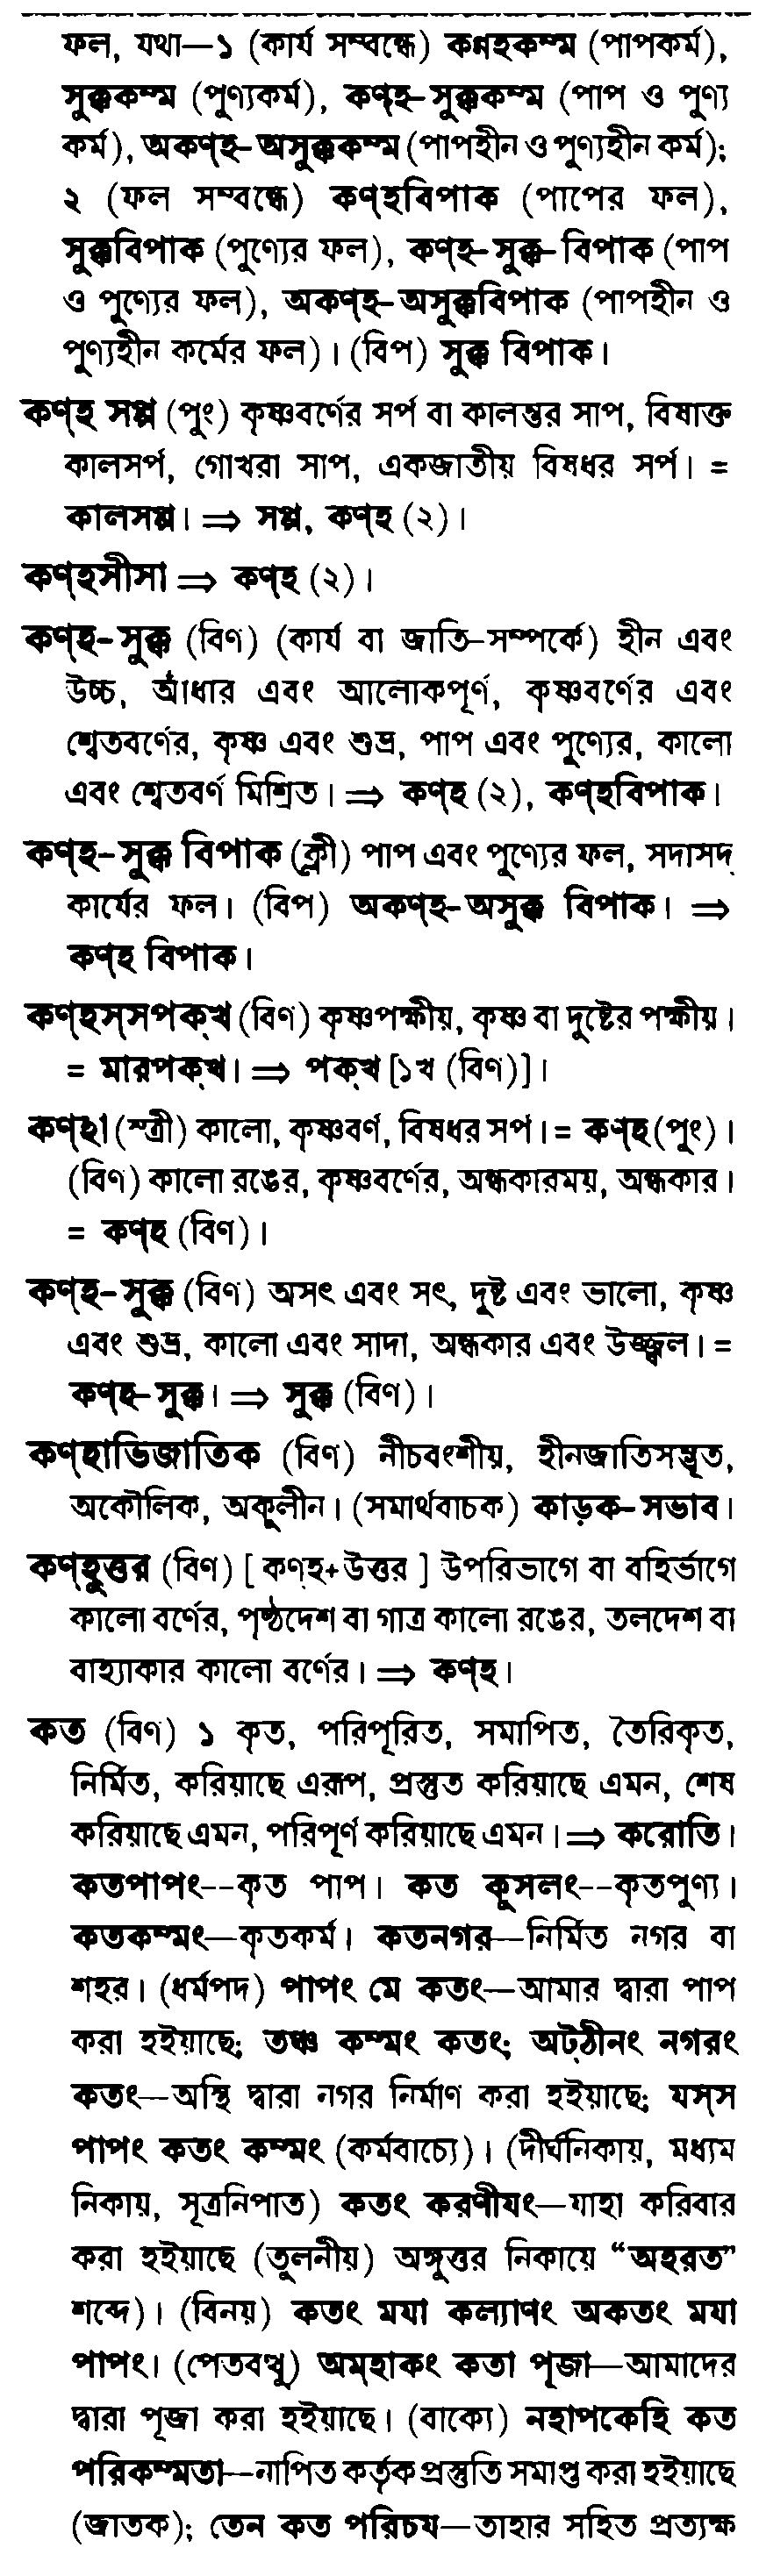 ফল, যথা—১ (কার্য সম্বন্ধে) কণ্নহকম্ম (পাপকর্ম),
সুক্ককম্ম (পুণ্যকর্ম), কণ্হ-সুক্ককম্ম (পাপ ও পুণ্য
কর্ম), অকণ্হ-অসুক্ককম্ম (পাপহীন ও পুণ্যহীন কর্ম);
২ (ফল সম্বন্ধে) কণ্হবিপাক (পাপের ফল),
সুক্কবিপাক (পুণ্যের ফল), কণ্হ-সুক্ক-বিপাক (পাপ
ও পুণ্যের ফল), অকণ্হ-অসুক্কবিপাক (পাপহীন ও
পুণ্যহীন কর্মের ফল)। (বিপ) সুক্ক বিপাক।
কণ্হ সপ্প (পুং) কৃষ্ণবর্ণের সর্প বা কালন্তর সাপ, বিষাক্ত
কালসর্প, গোখরা সাপ, একজাতীয় বিষধর সর্প। =
কালসপ্প। ⇒ সপ্প, কণ্হ (২)।
কণ্হসীসা ⇒ কণ্হ (২)।
কণ্হ-সুক্ক (বিণ) (কার্য বা জাতি-সম্পর্কে) হীন এবং
উচ্চ, আঁধার এবং আলোকপূর্ণ, কৃষ্ণবর্ণের এবং
শ্বেতবর্ণের, কৃষ্ণ এবং শুভ্র, পাপ এবং পুণ্যের, কালো
এবং শ্বেতবর্ণ মিশ্রিত। ⇒ কণ্হ (২), কণ্হবিপাক।
কণ্হ-সুক্ক বিপাক (ক্লী) পাপ এবং পুণ্যের ফল, সদাসদ্
কার্যের ফল। (বিপ) অকণ্হ-অসুক্ক বিপাক। ⇒
কণ্হ বিপাক।
কণ্হস্সপক্খ (বিণ) কৃষ্ণপক্ষীয়, কৃষ্ণ বা দুষ্টের পক্ষীয়।
= মারপক্খ। ⇒ পক্খ [১খ (বিণ)]।
কণ্হা (স্ত্রী) কালো, কৃষ্ণবর্ণ, বিষধর সর্প। = কণ্হ (পুং)।
(বিণ) কালো রঙের, কৃষ্ণবর্ণের, অন্ধকারময়, অন্ধকার।
= কণ্হ (বিণ)।
কণ্হ-সুক্ক (বিণ) অসৎ এবং সৎ, দুষ্ট এবং ভালো, কৃষ্ণ
এবং শুভ্র, কালো এবং সাদা, অন্ধকার এবং উজ্জ্বল। =
কণ্হ-সুক্ক। ⇒ সুক্ক (বিণ)।
কণ্হাভিজাতিক (বিণ) নীচবংশীয়, হীনজাতিসম্ভূত,
অকৌলিক, অকুলীন। (সমার্থবাচক) কাড়ক-সভাব।
কণ্হুত্তর (বিণ) [ কণ্হ+উত্তর ] উপরিভাগে বা বহির্ভাগে
কালো বর্ণের, পৃষ্ঠদেশ বা গাত্র কালো রঙের, তলদেশ বা
বাহ্যাকার কালো বর্ণের। ⇒ কণ্হ।
কত (বিণ) ১ কৃত, পরিপূরিত, সমাপিত, তৈরিকৃত,
নির্মিত, করিয়াছে এরূপ, প্রস্তুত করিয়াছে এমন, শেষ
করিয়াছে এমন, পরিপূর্ণ করিয়াছে এমন। ⇒ করোতি।
কতপাপং--কৃত পাপ। কত কুসলং--কৃতপুণ্য।
কতকম্মং—কৃতকর্ম। কতনগর—নির্মিত নগর বা
শহর। (ধর্মপদ) পাপং মে কতং—আমার দ্বারা পাপ
করা হইয়াছে; তঞ্চ কম্মং কতং; অট্ঠীনং নগরং
কতং—অস্থি দ্বারা নগর নির্মাণ করা হইয়াছে; যস্স
পাপং কতং কম্মং (কর্মবাচ্যে)। (দীর্ঘনিকায়, মধ্যম
নিকায়, সূত্রনিপাত) কতং করণীযং—যাহা করিবার
করা হইয়াছে (তুলনীয়) অঙ্গুত্তর নিকায়ে “অহরত”
শব্দে)। (বিনয়) কতং মযা কল্যাণং অকতং মযা
পাপং। (পেতবত্থু) অম্হাকং কতা পূজা—আমাদের
দ্বারা পূজা করা হইয়াছে। (বাক্যে) নহাপকেহি কত
পরিকম্মতা—নাপিত কর্তৃক প্রস্তুতি সমাপ্ত করা হইয়াছে
(জাতক); তেন কত পরিচয—তাহার সহিত প্রত্যক্ষ